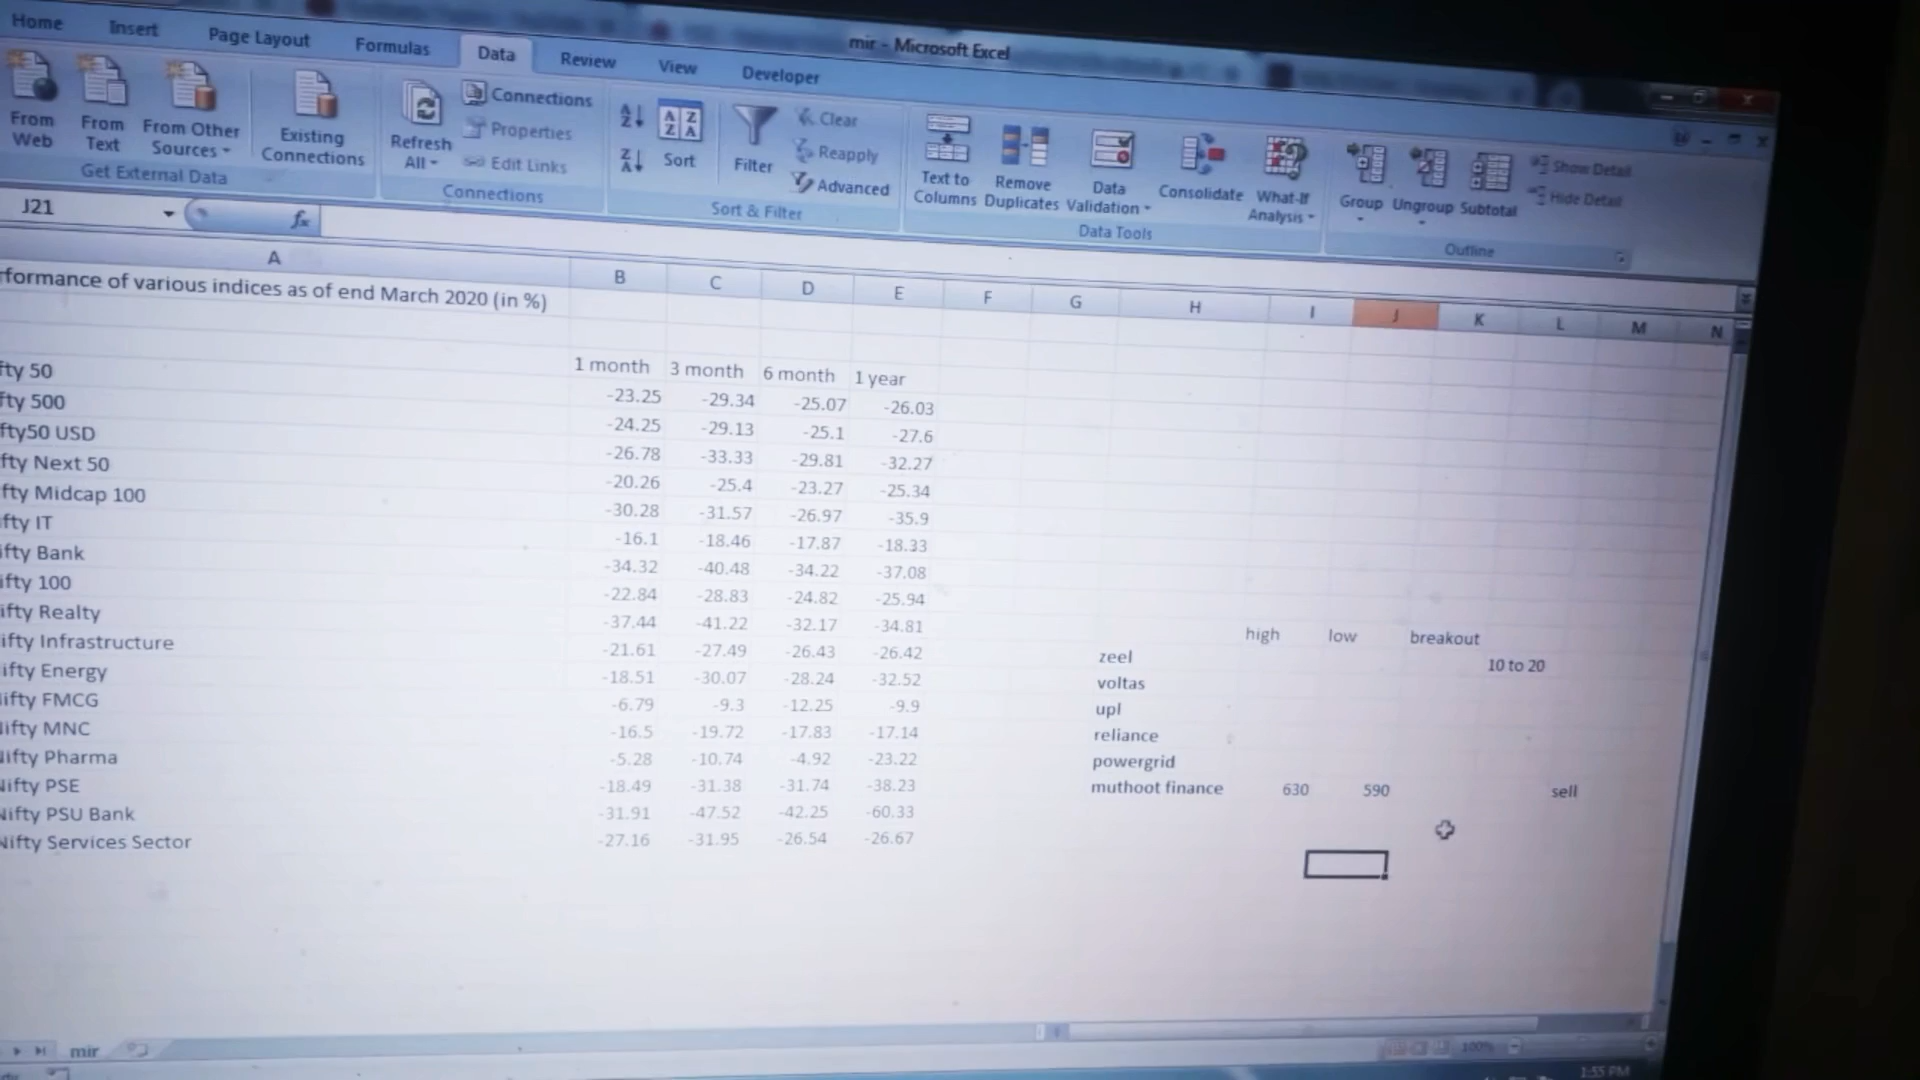 mir - Microsoft Excel
Home Insert Page Layout Formulas Data Review View Developer
From Web From Text From Other Sources Existing Connections
Get External Data
Refresh All Connections Properties Edit Links
Connections
Sort Filter Clear Reapply Advanced
Sort & Filter
Text to Columns Remove Duplicates Data Validation Consolidate What-If Analysis
Data Tools
Group Ungroup Subtotal Show Detail Hide Detail
Outline
J21 fx
A B C D E F G H I J K L M N
rformance of various indices as of end March 2020 (in %)
1 month 3 month 6 month 1 year
fty 50 -23.25 -29.34 -25.07 -26.03
fty 500 -24.25 -29.13 -25.1 -27.6
fty50 USD -26.78 -33.33 -29.81 -32.27
fty Next 50 -20.26 -25.4 -23.27 -25.34
fty Midcap 100 -30.28 -31.57 -26.97 -35.9
fty IT -16.1 -18.46 -17.87 -18.33
ifty Bank -34.32 -40.48 -34.22 -37.08
ifty 100 -22.84 -28.83 -24.82 -25.94
ifty Realty -37.44 -41.22 -32.17 -34.81
ifty Infrastructure -21.61 -27.49 -26.43 -26.42
ifty Energy -18.51 -30.07 -28.24 -32.52
lifty FMCG -6.79 -9.3 -12.25 -9.9
lifty MNC -16.5 -19.72 -17.83 -17.14
Nifty Pharma -5.28 -10.74 -4.92 -23.22
Nifty PSE -18.49 -31.38 -31.74 -38.23
Nifty PSU Bank -31.91 -47.52 -42.25 -60.33
Nifty Services Sector -27.16 -31.95 -26.54 -26.67
high low breakout
zeel 10 to 20
voltas
upl
reliance
powergrid
muthoot finance 630 590 sell
mir
100%
1:55 PM